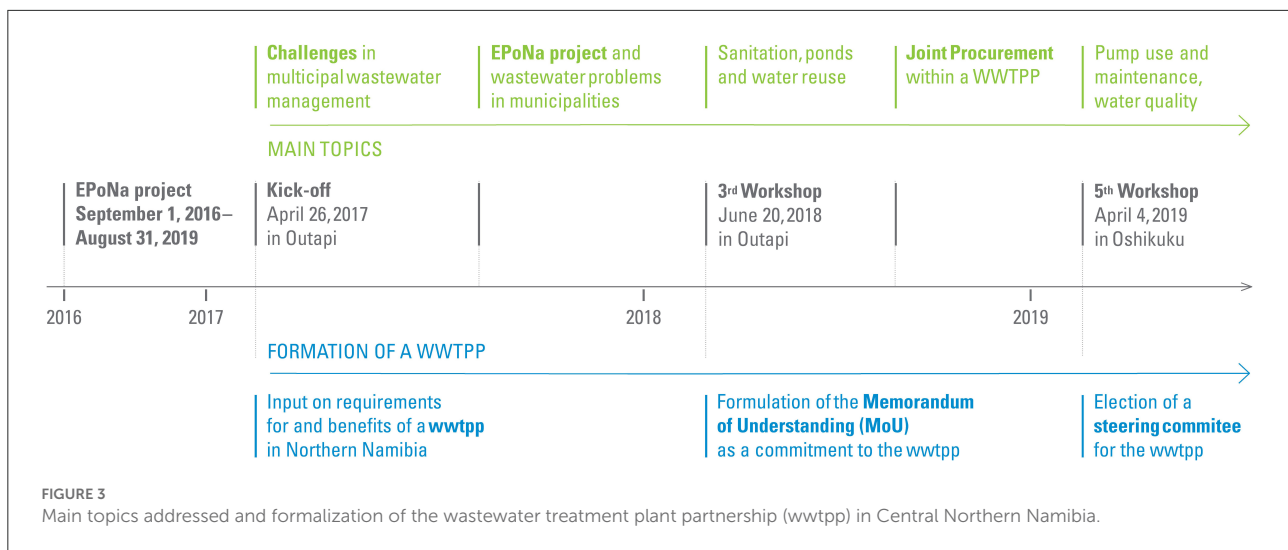 Challenges in
multicipal wastewater
management
EPoNa project and
wastewater problems
in municipalities
Sanitation, ponds
and water reuse
Joint Procurement
within a WWTPP
Pump use and
maintenance,
water quality
MAIN TOPICS
EPoNa project
September 1, 2016–
August 31, 2019
Kick-off
April 26, 2017
in Outapi
3rd Workshop
June 20, 2018
in Outapi
5th Workshop
April 4, 2019
in Oshikuku
2016
2017
2018
2019
FORMATION OF A WWTPP
Input on requirements
for and benefits of a wwtpp
in Northern Namibia
Formulation of the Memorandum
of Understanding (MoU)
as a commitment to the wwtpp
Election of a
steering commitee
for the wwtpp
FIGURE 3
Main topics addressed and formalization of the wastewater treatment plant partnership (wwtpp) in Central Northern Namibia.